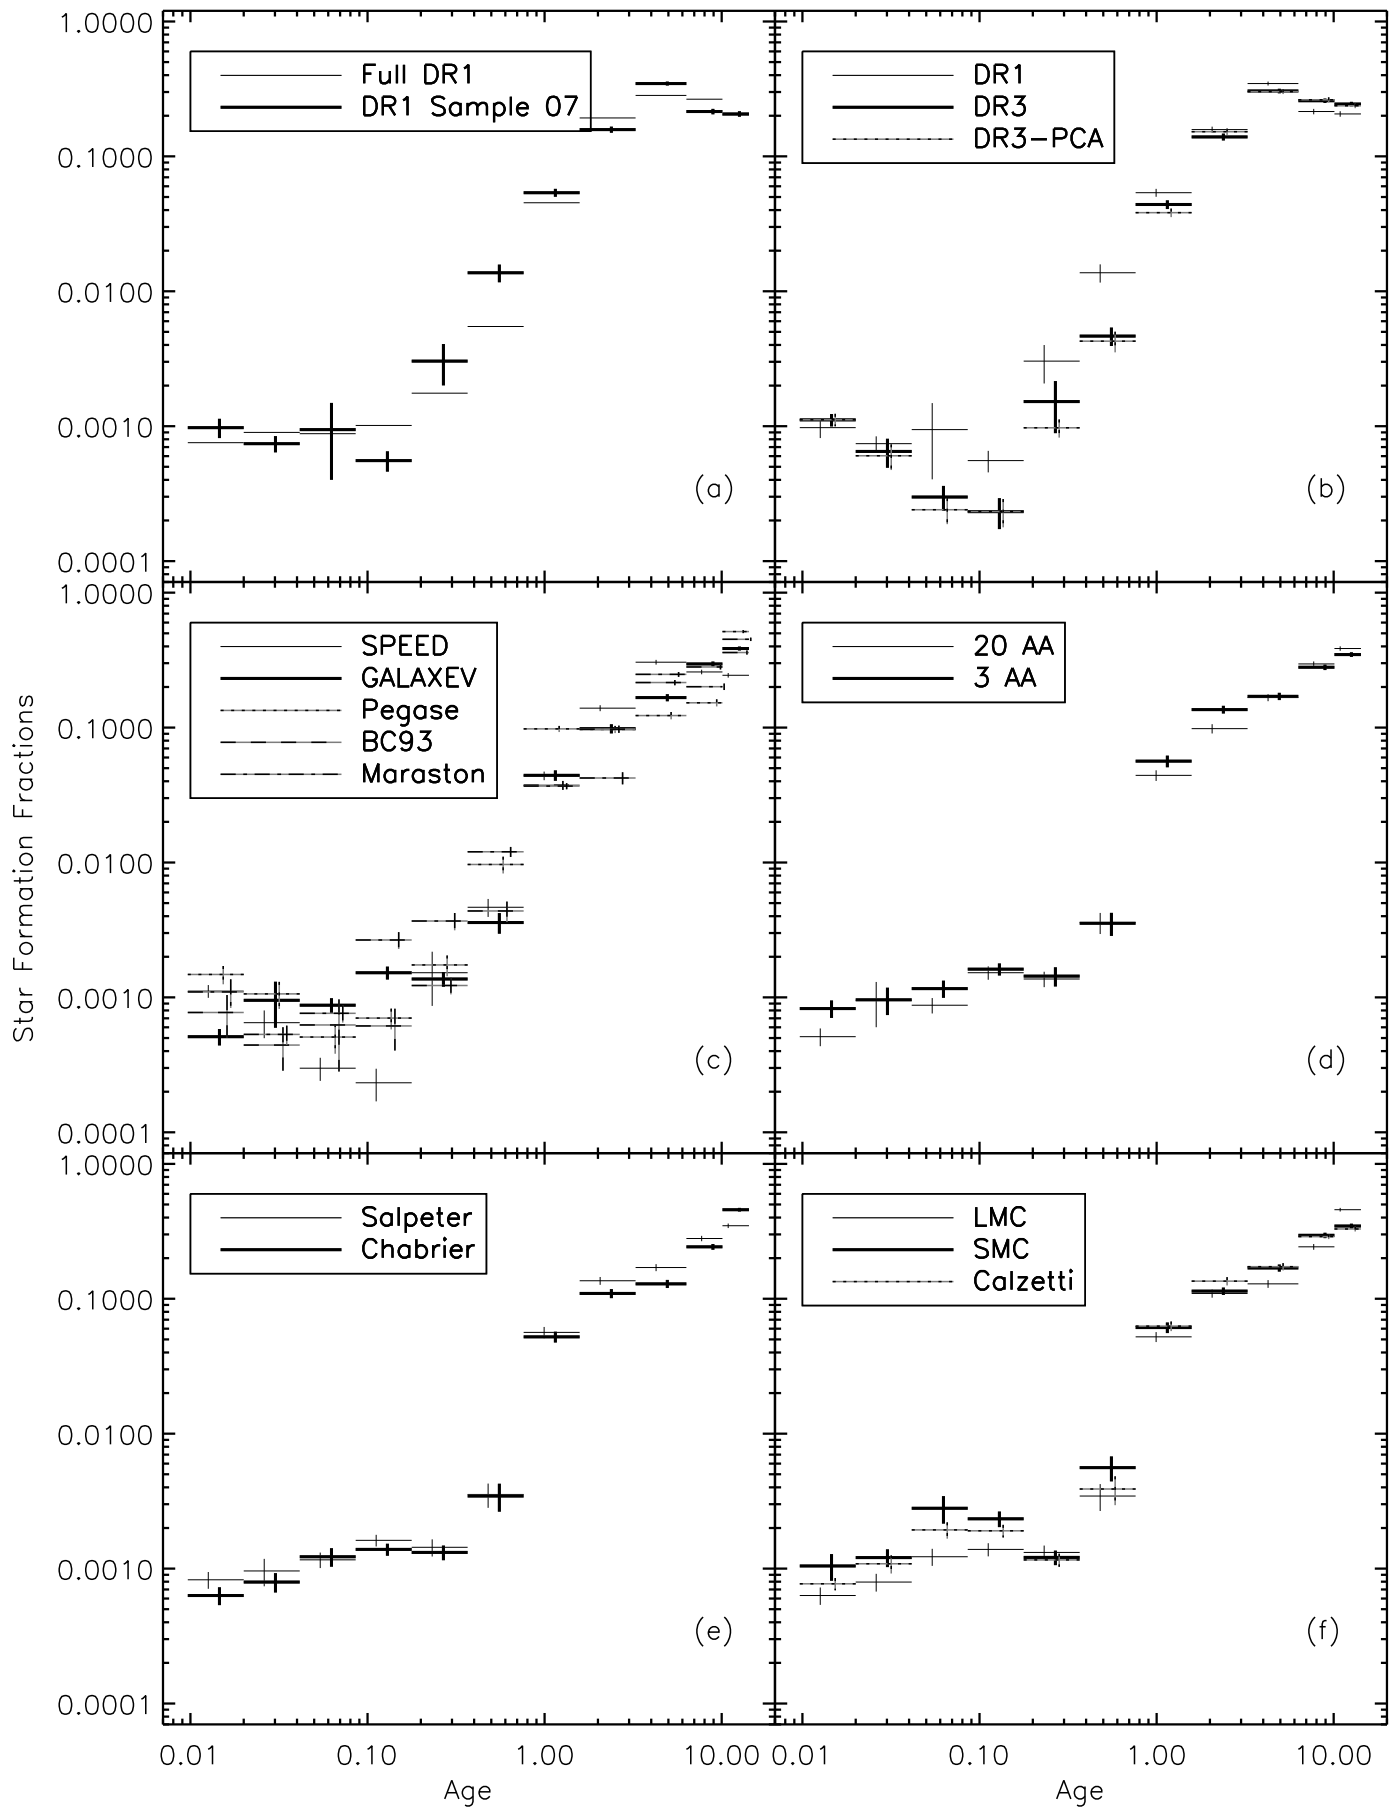 1.0000
0.1000
0.0100
0.0010
0.0001
Full DR1
DR1 Sample 07
(a)
DR1
DR3
DR3-PCA
(b)
1.0000
0.1000
0.0100
0.0010
0.0001
SPEED
GALAXEV
Pegase
BC93
Maraston
(c)
20 AA
3 AA
(d)
Star Formation Fractions
1.0000
0.1000
0.0100
0.0010
0.0001
Salpeter
Chabrier
(e)
LMC
SMC
Calzetti
(f)
0.01 0.10 1.00 10.00
0.01 0.10 1.00 10.00
Age
Age